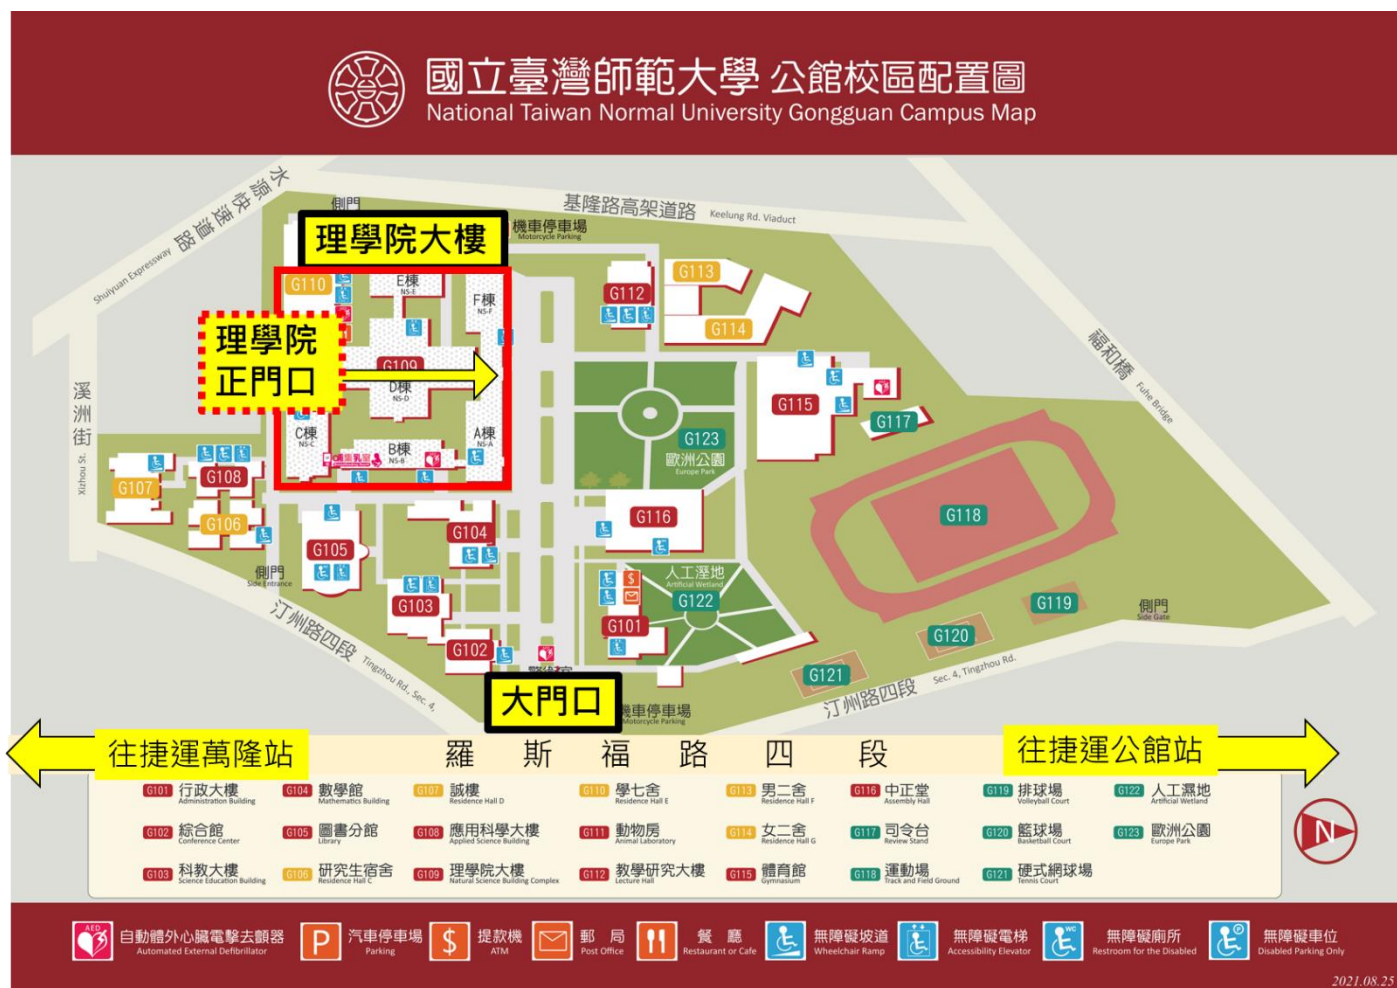 國立臺灣師範大學 公館校區配置圖
National Taiwan Normal University Gongguan Campus Map
水源快速道路
Shuiyuan Expressway
側門
基隆路高架道路 Keelung Rd. Viaduct
理學院大樓
機車停車場
Motorcycle Parking
G110
E棟
NS-E
F棟
NS-F
G112
G113
G114
理學院
正門口
G109
D棟
NS-D
福和橋
Fuhe Bridge
溪洲街
Xizhou St.
C棟
NS-C
B棟
NS-B
A棟
NS-A
G115
G117
G123
歐洲公園
Europe Park
G107
G108
G106
G105
G104
G116
G118
側門
Side Entrance
G103
G102
人工溼地
Artificial Wetland
G122
G101
G119
G120
G121
側門
Side Gate
汀州路四段 Tingzhou Rd., Sec. 4,
汀州路四段 Sec. 4, Tingzhou Rd.
大門口
機車停車場
Motorcycle Parking
往捷運萬隆站
羅斯福路四段
往捷運公館站
G101 行政大樓 Administration Building
G104 數學館 Mathematics Building
G107 誠樓 Residence Hall D
G110 學七舍 Residence Hall E
G113 男二舍 Residence Hall F
G116 中正堂 Assembly Hall
G119 排球場 Volleyball Court
G122 人工濕地 Artificial Wetland
G102 綜合館 Conference Center
G105 圖書分館 Library
G108 應用科學大樓 Applied Science Building
G111 動物房 Animal Laboratory
G114 女二舍 Residence Hall G
G117 司令台 Review Stand
G120 籃球場 Basketball Court
G123 歐洲公園 Europe Park
G103 科教大樓 Science Education Building
G106 研究生宿舍 Residence Hall C
G109 理學院大樓 Natural Science Building Complex
G112 教學研究大樓 Lecture Hall
G115 體育館 Gymnasium
G118 運動場 Track and Field Ground
G121 硬式網球場 Tennis Court
N
AED 自動體外心臟電擊去顫器 Automated External Defibrillator
P 汽車停車場 Parking
$ 提款機 ATM
郵局 Post Office
餐廳 Restaurant or Cafe
無障礙坡道 Wheelchair Ramp
無障礙電梯 Accessibility Elevator
WC 無障礙廁所 Restroom for the Disabled
P 無障礙車位 Disabled Parking Only
2021.08.25